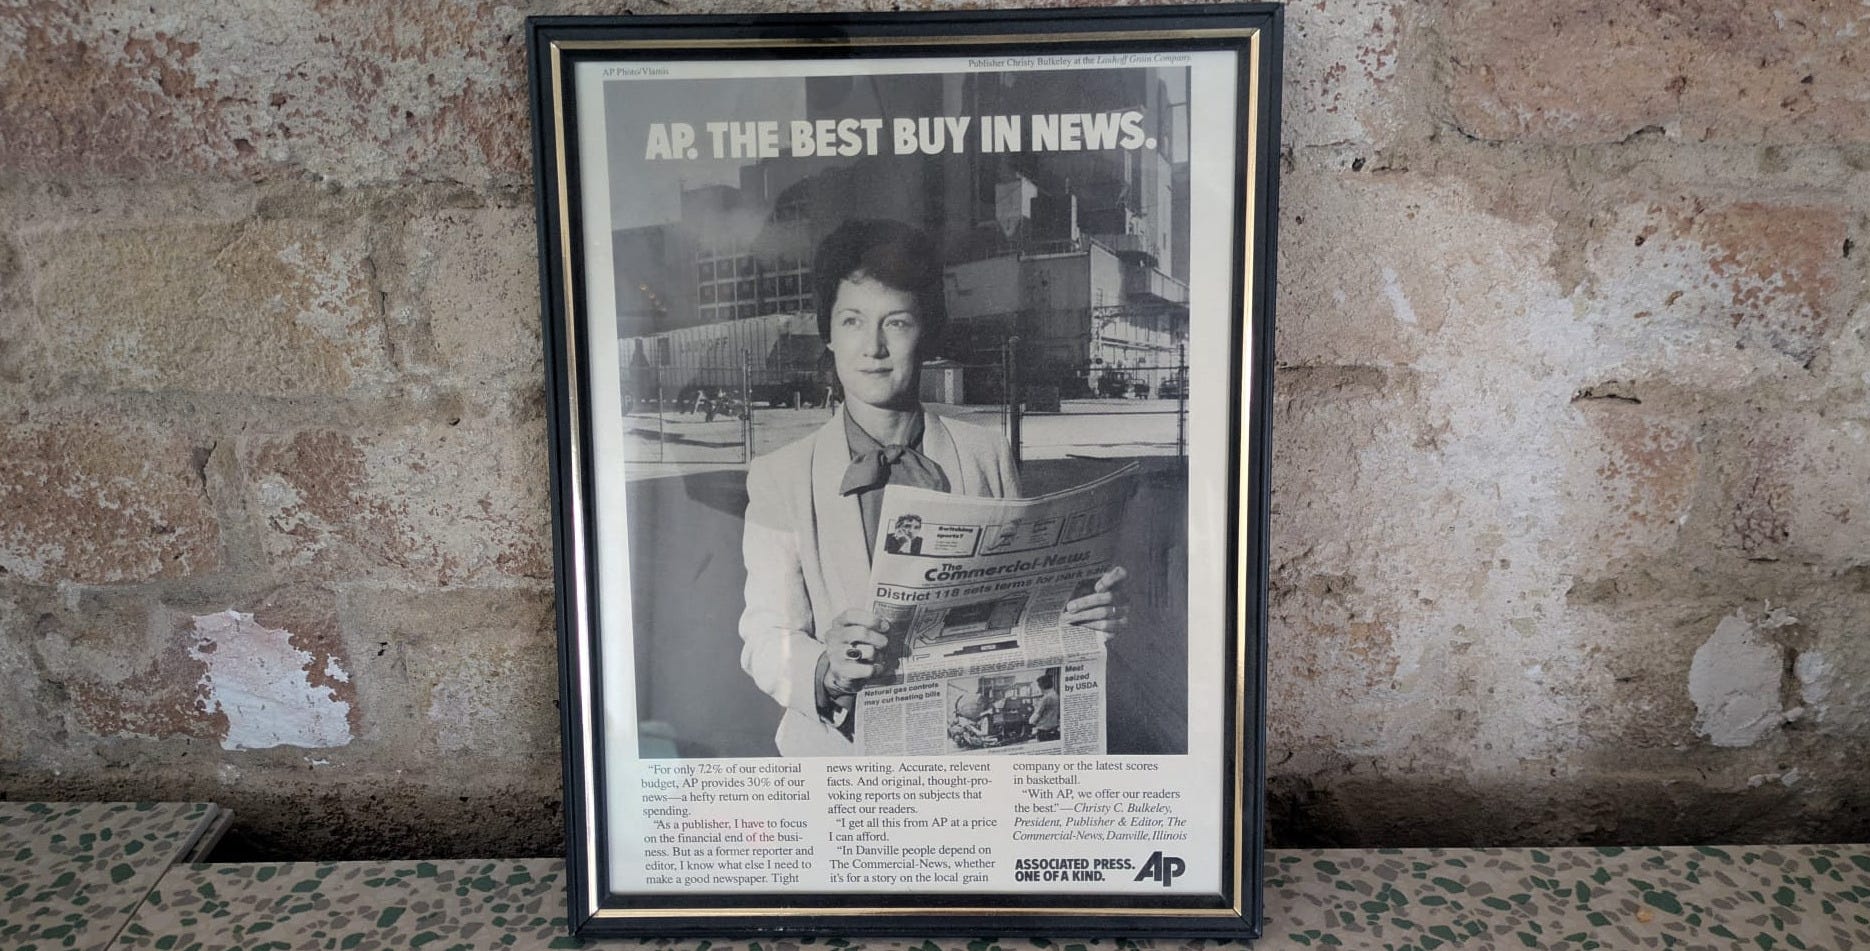 AP Photo/Vlamis
Publisher Christy Bulkeley at the Lauhoff Grain Company.
AP. THE BEST BUY IN NEWS.
LAUHOFF
Switching
sports?
The
Commercial-News
District 118 sets terms for park sale
Natural gas controls
may cut heating bills
Meat
seized
by USDA
“For only 7.2% of our editorial
budget, AP provides 30% of our
news—a hefty return on editorial
spending.
“As a publisher, I have to focus
on the financial end of the busi-
ness. But as a former reporter and
editor, I know what else I need to
make a good newspaper. Tight
news writing. Accurate, relevent
facts. And original, thought-pro-
voking reports on subjects that
affect our readers.
“I get all this from AP at a price
I can afford.
“In Danville people depend on
The Commercial-News, whether
it's for a story on the local grain
company or the latest scores
in basketball.
“With AP, we offer our readers
the best.”—Christy C. Bulkeley,
President, Publisher & Editor, The
Commercial-News, Danville, Illinois
ASSOCIATED PRESS.
ONE OF A KIND.
AP